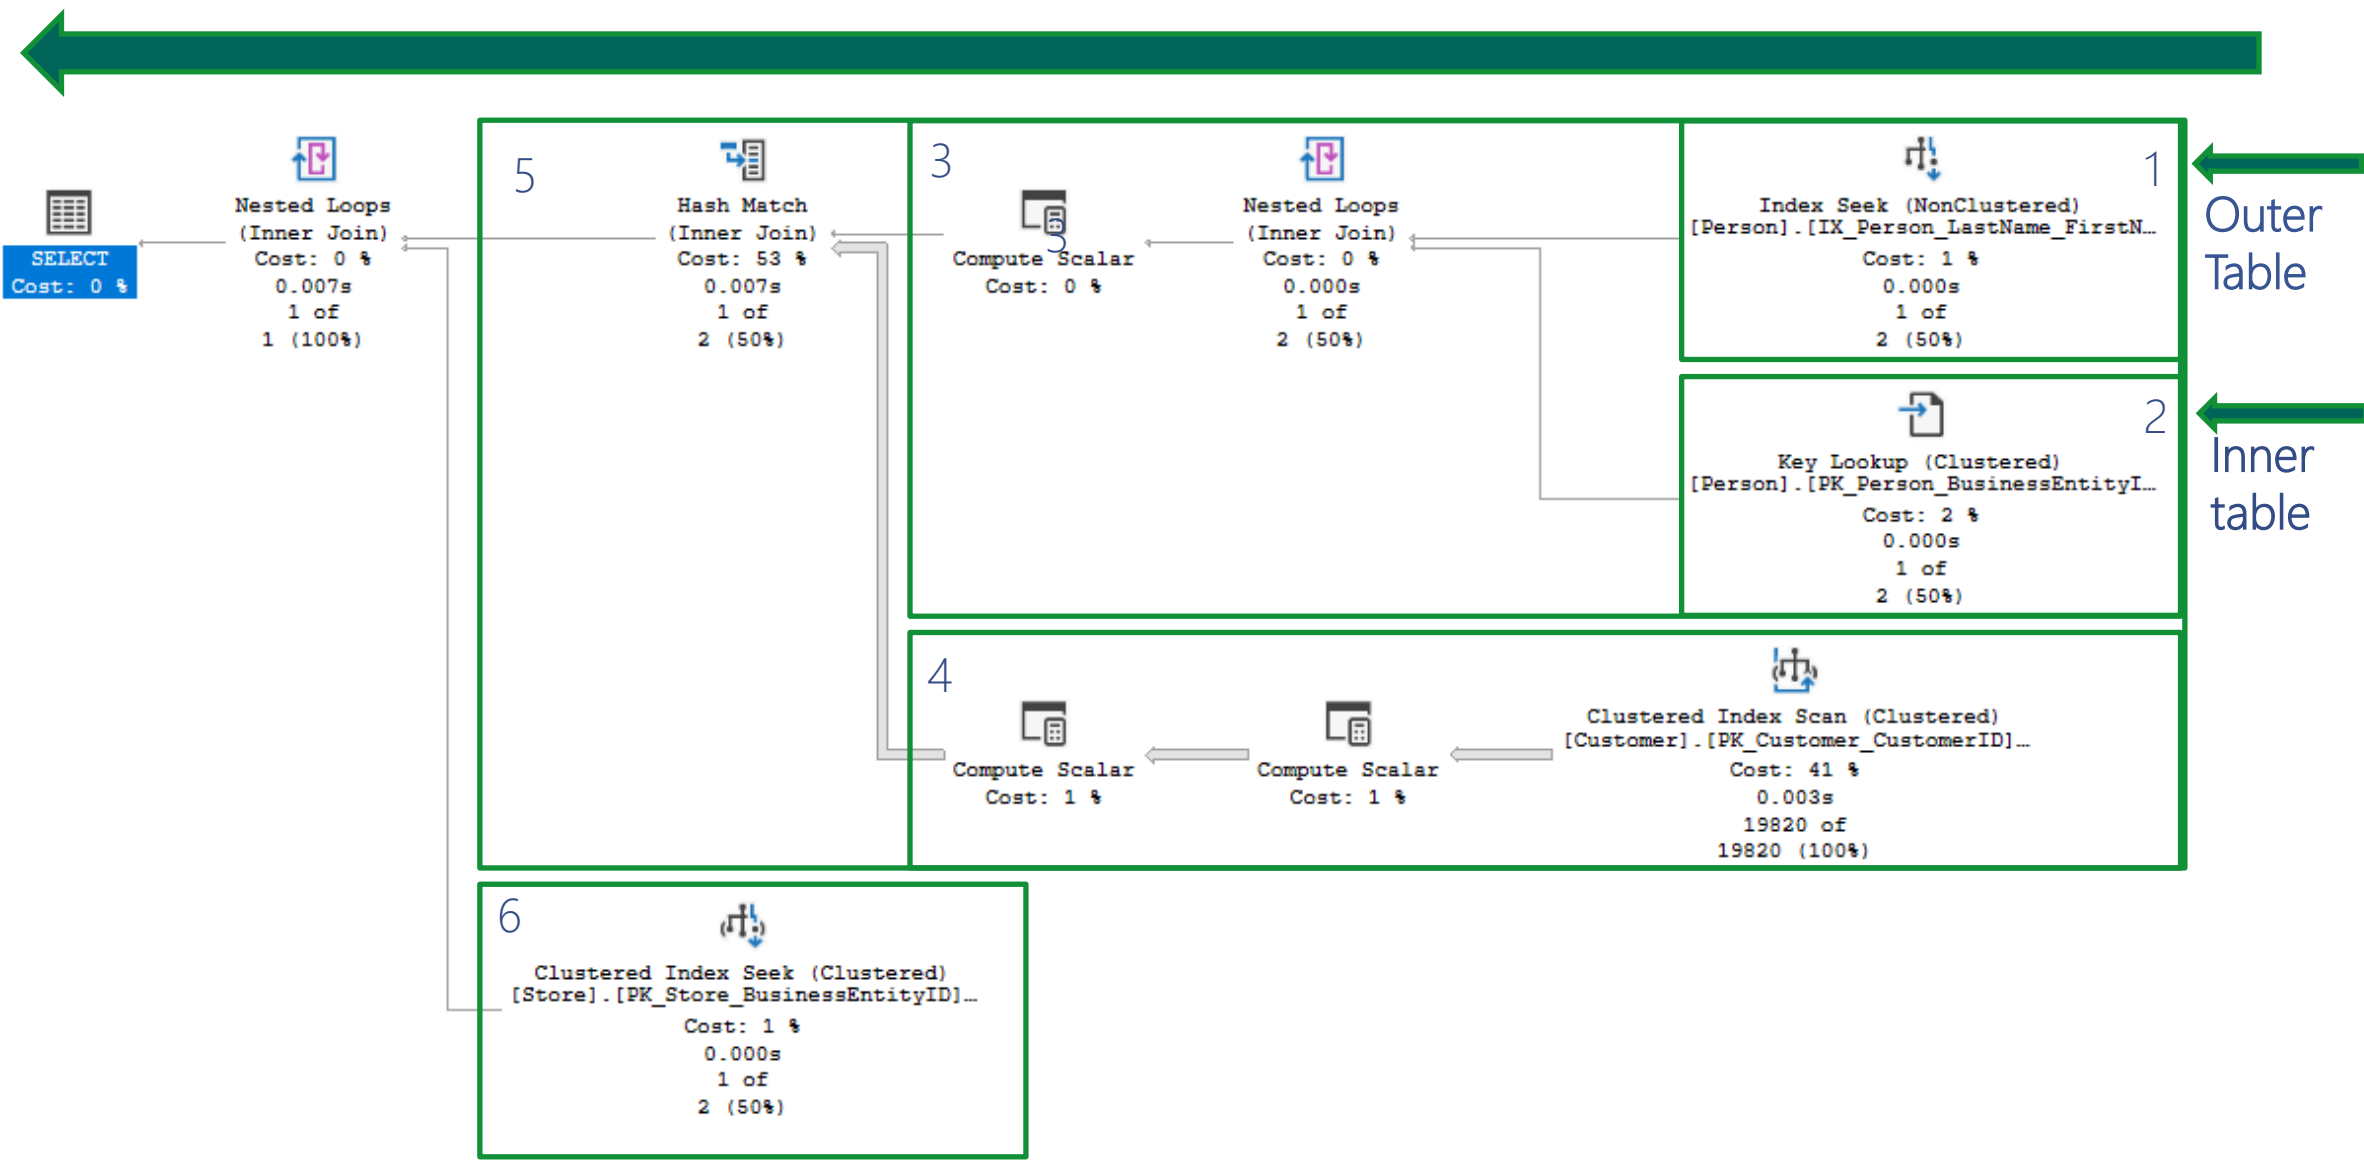 SELECT
Cost: 0 %
Nested Loops
(Inner Join)
Cost: 0 %
0.007s
1 of
1 (100%)
5
Hash Match
(Inner Join)
Cost: 53 %
0.007s
1 of
2 (50%)
3
3
Compute Scalar
Cost: 0 %
Nested Loops
(Inner Join)
Cost: 0 %
0.000s
1 of
2 (50%)
1
Index Seek (NonClustered)
[Person].[IX_Person_LastName_FirstN…
Cost: 1 %
0.000s
1 of
2 (50%)
Outer
Table
2
Key Lookup (Clustered)
[Person].[PK_Person_BusinessEntityI…
Cost: 2 %
0.000s
1 of
2 (50%)
Inner
table
4
Compute Scalar
Cost: 1 %
Compute Scalar
Cost: 1 %
Clustered Index Scan (Clustered)
[Customer].[PK_Customer_CustomerID]…
Cost: 41 %
0.003s
19820 of
19820 (100%)
6
Clustered Index Seek (Clustered)
[Store].[PK_Store_BusinessEntityID]…
Cost: 1 %
0.000s
1 of
2 (50%)